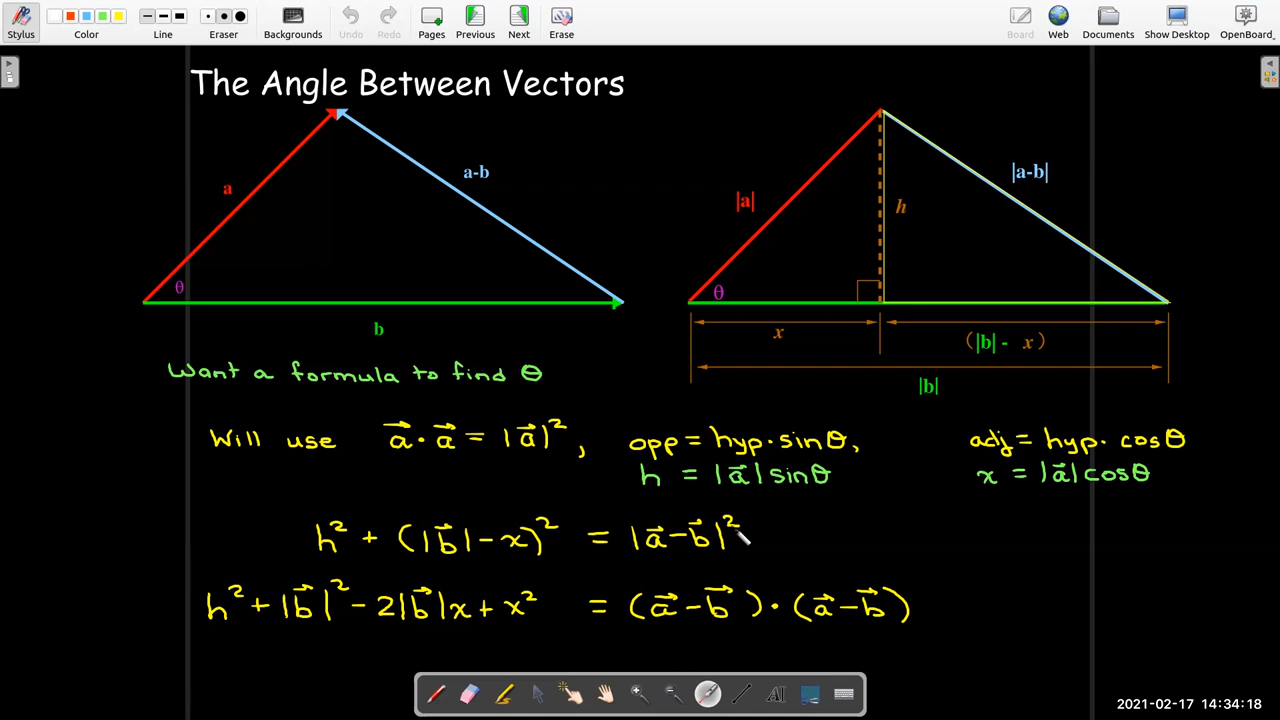 Stylus Color Line Eraser Backgrounds Undo Redo Pages Previous Next Erase Board Web Documents Show Desktop OpenBoard
The Angle Between Vectors
a
a-b
θ
b
|a|
h
|a-b|
θ
x
(|b| - x)
|b|
Want a formula to find θ
Will use a⃗ · a⃗ = |a⃗|², opp = hyp · sinθ, adj = hyp · cosθ
h = |a⃗| sinθ x = |a⃗| cosθ
h² + (|b⃗| - x)² = |a⃗ - b⃗|²
h² + |b⃗|² - 2|b⃗|x + x² = (a⃗ - b⃗) · (a⃗ - b⃗)
AI
2021-02-17 14:34:18